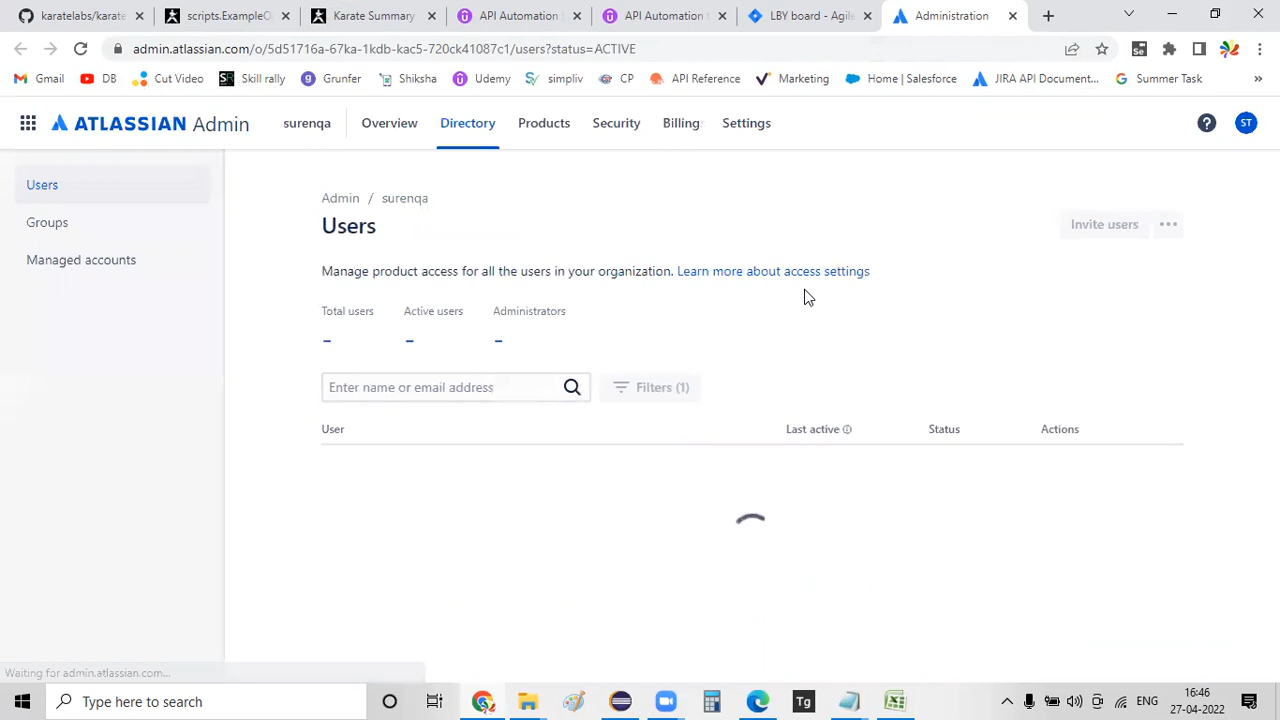 karatelabs/karate
scripts.ExampleO
Karate Summary
API Automation
API Automation t
LBY board - Agile
Administration
admin.atlassian.com/o/5d51716a-67ka-1kdb-kac5-720ck41087c1/users?status=ACTIVE
Gmail DB Cut Video Skill rally Grunfer Shiksha Udemy simpliv CP API Reference Marketing Home | Salesforce JIRA API Document... Summer Task »
ATLASSIAN Admin surenqa Overview Directory Products Security Billing Settings ST
Users
Groups
Managed accounts
Admin / surenqa
Users
Invite users
Manage product access for all the users in your organization. Learn more about access settings
Total users Active users Administrators
- - -
Enter name or email address Filters (1)
User Last active Status Actions
Waiting for admin.atlassian.com...
Type here to search
Tg
ENG
16:46
27-04-2022